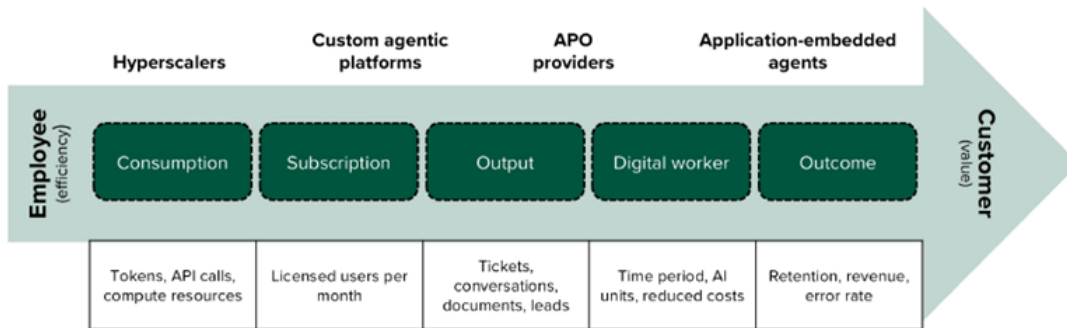 Hyperscalers
Custom agentic
platforms
APO
providers
Application-embedded
agents
Employee
(efficiency)
Consumption
Subscription
Output
Digital worker
Outcome
Customer
(value)
Tokens, API calls,
compute resources
Licensed users per
month
Tickets,
conversations,
documents, leads
Time period, AI
units, reduced costs
Retention, revenue,
error rate